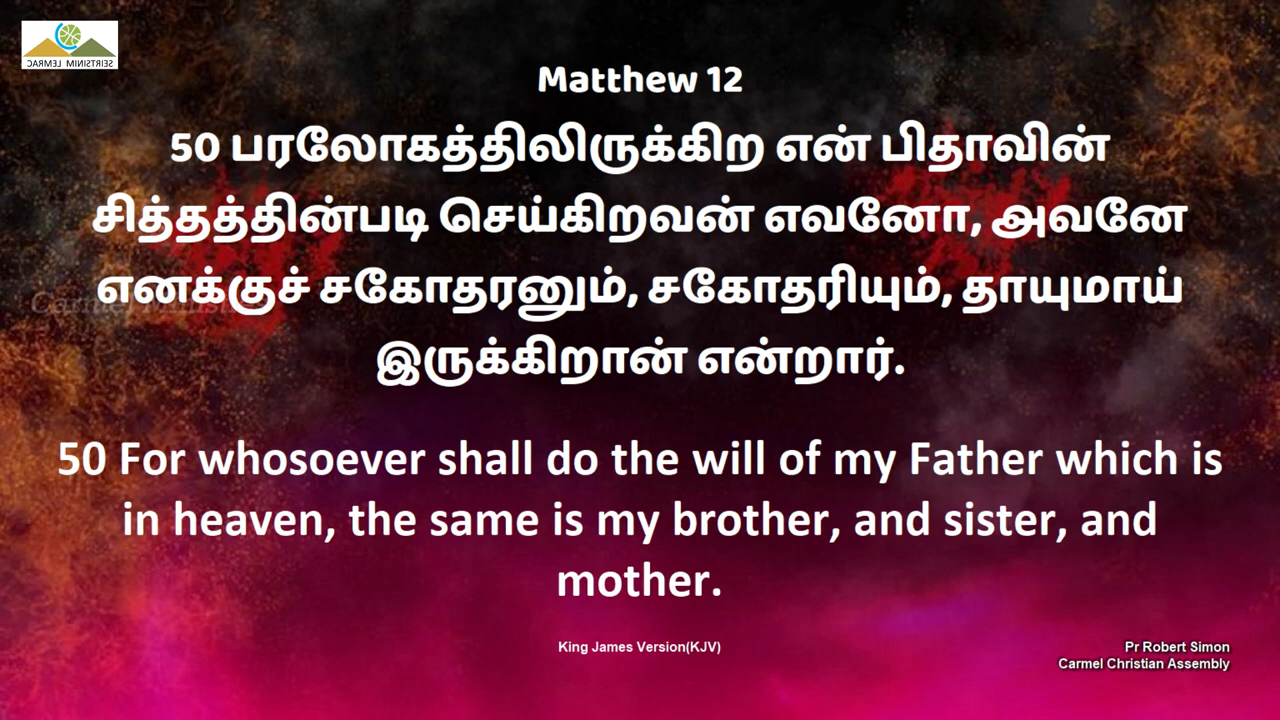 CARMEL MINISTRIES
Matthew 12
50 பரலோகத்திலிருக்கிற என் பிதாவின்
சித்தத்தின்படி செய்கிறவன் எவனோ, அவனே
எனக்குச் சகோதரனும், சகோதரியும், தாயுமாய்
இருக்கிறான் என்றார்.
50 For whosoever shall do the will of my Father which is
in heaven, the same is my brother, and sister, and
mother.
King James Version(KJV)
Pr Robert Simon
Carmel Christian Assembly